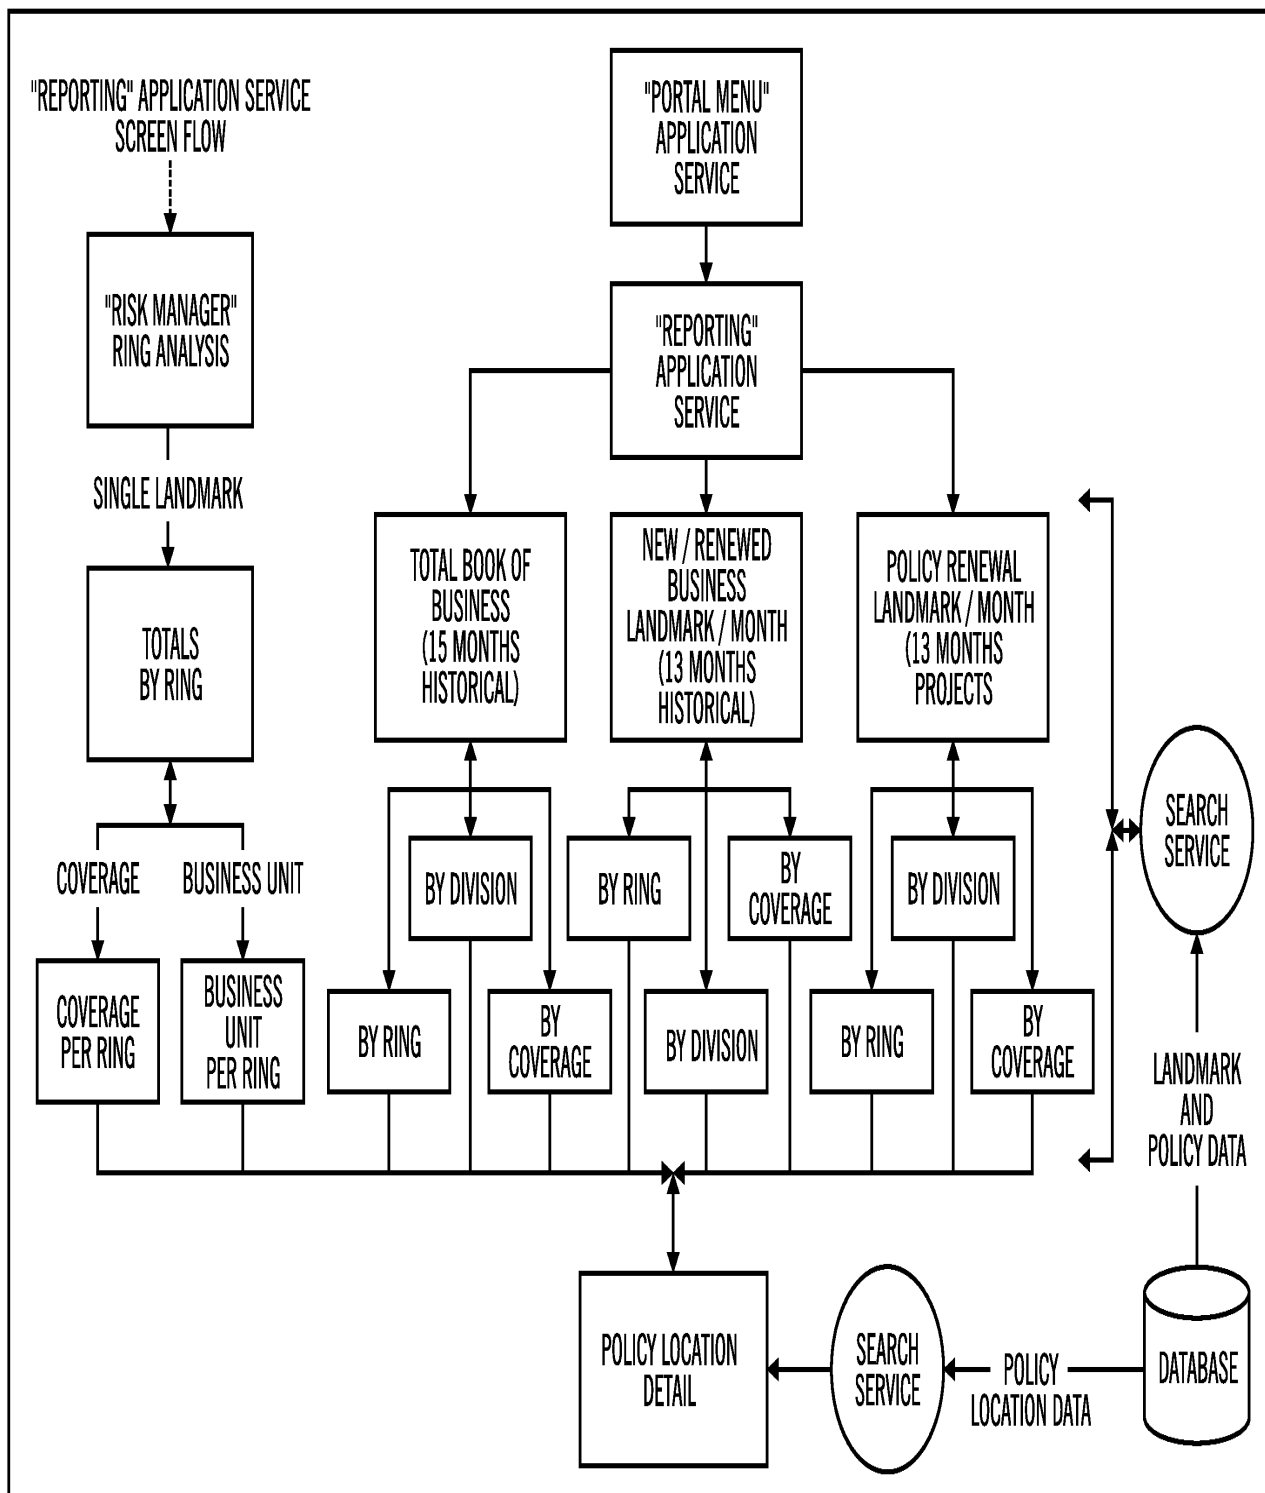 "REPORTING" APPLICATION SERVICE
SCREEN FLOW
"PORTAL MENU"
APPLICATION
SERVICE
"RISK MANAGER"
RING ANALYSIS
"REPORTING"
APPLICATION
SERVICE
SINGLE LANDMARK
TOTALS
BY RING
TOTAL BOOK OF
BUSINESS
(15 MONTHS
HISTORICAL)
NEW / RENEWED
BUSINESS
LANDMARK / MONTH
(13 MONTHS
HISTORICAL)
POLICY RENEWAL
LANDMARK / MONTH
(13 MONTHS
PROJECTS
SEARCH
SERVICE
COVERAGE
BUSINESS UNIT
BY DIVISION
BY RING
BY
COVERAGE
BY DIVISION
COVERAGE
PER RING
BUSINESS
UNIT
PER RING
BY RING
BY
COVERAGE
BY DIVISION
BY RING
BY
COVERAGE
LANDMARK
AND
POLICY DATA
POLICY LOCATION
DETAIL
SEARCH
SERVICE
POLICY
LOCATION DATA
DATABASE